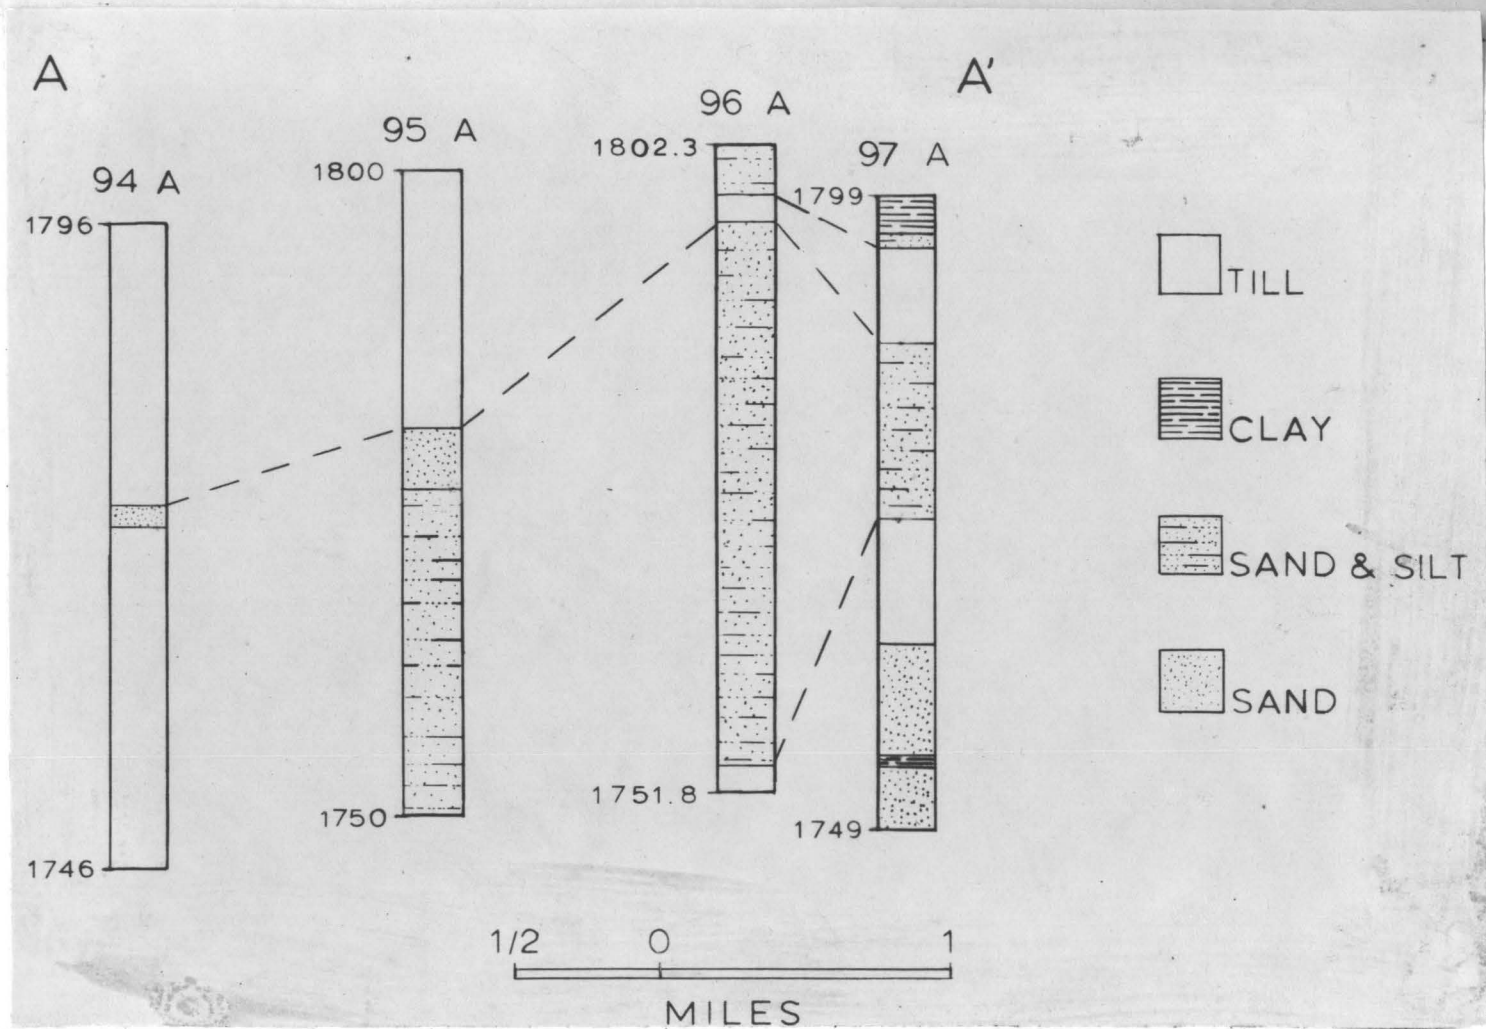 A
A'
94 A
95 A
96 A
97 A
1796
1800
1802.3
1799
1746
1750
1751.8
1749
TILL
CLAY
SAND & SILT
SAND
1/2 0 1
MILES